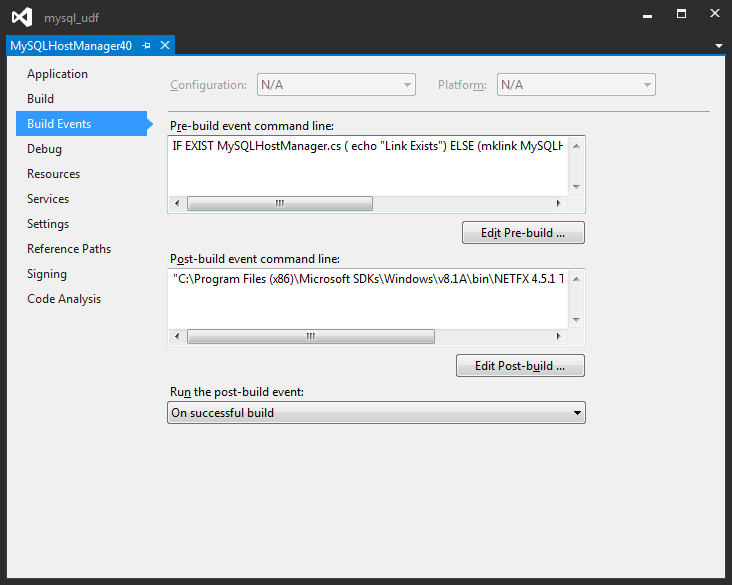 mysql_udf
MySQLHostManager40
Application
Build
Build Events
Debug
Resources
Services
Settings
Reference Paths
Signing
Code Analysis
Configuration: N/A Platform: N/A
Pre-build event command line:
IF EXIST MySQLHostManager.cs ( echo "Link Exists") ELSE (mklink MySQLH
Edit Pre-build ...
Post-build event command line:
"C:\Program Files (x86)\Microsoft SDKs\Windows\v8.1A\bin\NETFX 4.5.1 T
Edit Post-build ...
Run the post-build event:
On successful build